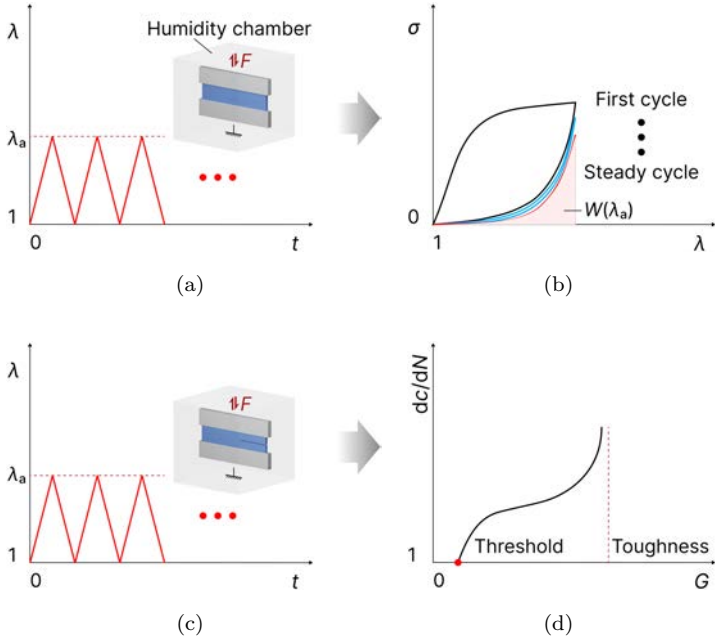 λ
Humidity chamber
F
λa
1
0
t
(a)
σ
First cycle
Steady cycle
W(λa)
0
1
λ
(b)
λ
F
λa
1
0
t
(c)
dc/dN
Threshold
Toughness
1
0
G
(d)